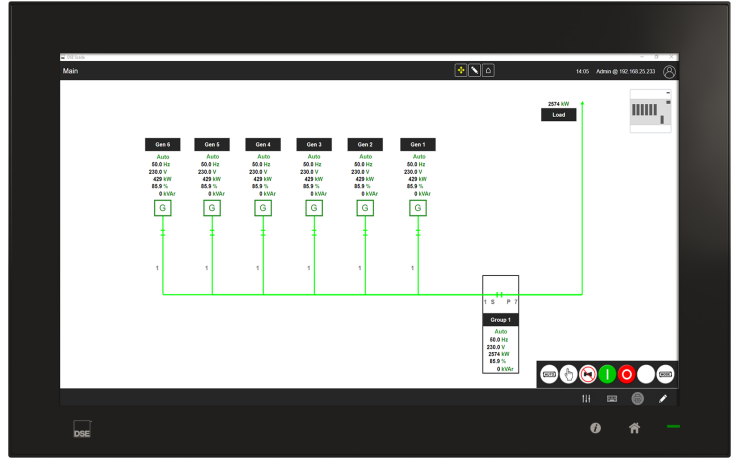 DSE Scada
Main
14:05 Admin @ 192.168.25.233
2574 kW
Load
Gen 6 Gen 5 Gen 4 Gen 3 Gen 2 Gen 1
Auto Auto Auto Auto Auto Auto
50.0 Hz 50.0 Hz 50.0 Hz 50.0 Hz 50.0 Hz 50.0 Hz
230.0 V 230.0 V 230.0 V 230.0 V 230.0 V 230.0 V
429 kW 429 kW 429 kW 429 kW 429 kW 429 kW
85.9 % 85.9 % 85.9 % 85.9 % 85.9 % 85.9 %
0 kVAr 0 kVAr 0 kVAr 0 kVAr 0 kVAr 0 kVAr
G G G G G G
1 1 1 1 1 1
1 S P 7
Group 1
Auto
50.0 Hz
230.0 V
2574 kW
85.9 %
0 kVAr
AUTO
MORE
DSE
i